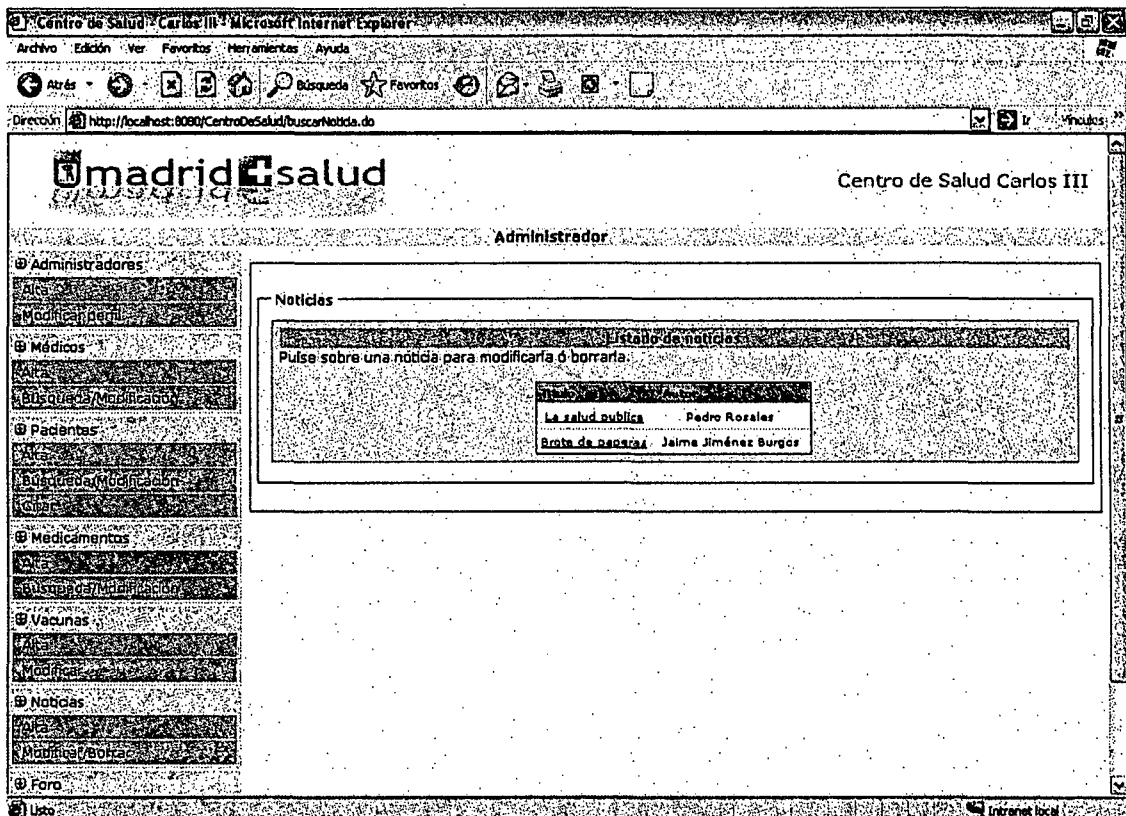 Centro de Salud - Carlos III - Microsoft Internet Explorer
Archivo Edición Ver Favoritos Herramientas Ayuda
Atrás Búsqueda Favoritos
Dirección http://localhost:8080/CentroDeSalud/buscarNoticia.do Ir Vínculos
madrid salud
Centro de Salud Carlos III
Administrador
Administradores
Alta
Modificar perfil
Médicos
Alta
Búsqueda/Modificación
Pacientes
Alta
Búsqueda/Modificación
Citar
Medicamentos
Alta
Búsqueda/Modificación
Vacunas
Alta
Modificar
Noticias
Alta
Modificar/Borrar
Foro
Noticias
Listado de noticias
Pulse sobre una noticia para modificarla ó borrarla.
Título Autor
La salud publica Pedro Rosales
Brote de paperas Jaime Jiménez Burgos
Listo Intranet local